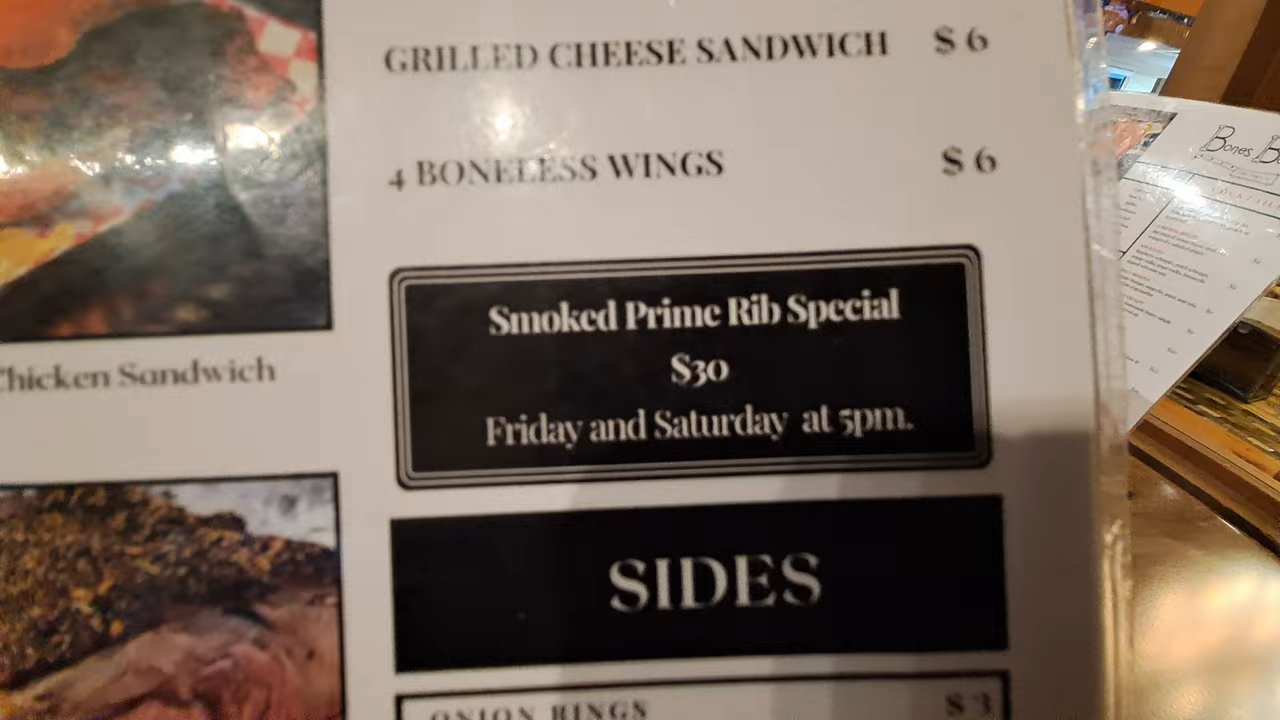 GRILLED CHEESE SANDWICH $ 6
4 BONELESS WINGS $ 6
Smoked Prime Rib Special
$30
Friday and Saturday at 5pm.
Chicken Sandwich
SIDES
ONION RINGS $ 3
Bones